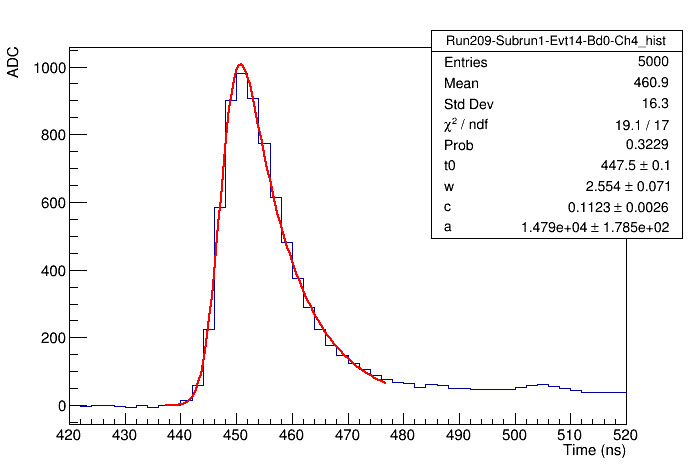 Run209-Subrun1-Evt14-Bd0-Ch4_hist
Entries 5000
Mean 460.9
Std Dev 16.3
χ² / ndf 19.1 / 17
Prob 0.3229
t0 447.5 ± 0.1
w 2.554 ± 0.071
c 0.1123 ± 0.0026
a 1.479e+04 ± 1.785e+02
ADC
1000
800
600
400
200
0
420 430 440 450 460 470 480 490 500 510 520
Time (ns)